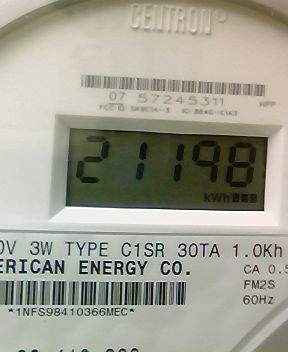 CENTRON®
07 57245311
21198
kWh
0V 3W TYPE C1SR 30TA 1.0Kh
ERICAN ENERGY CO.
CA 0.5
FM2S
60Hz
*1NFS98410366MEC*